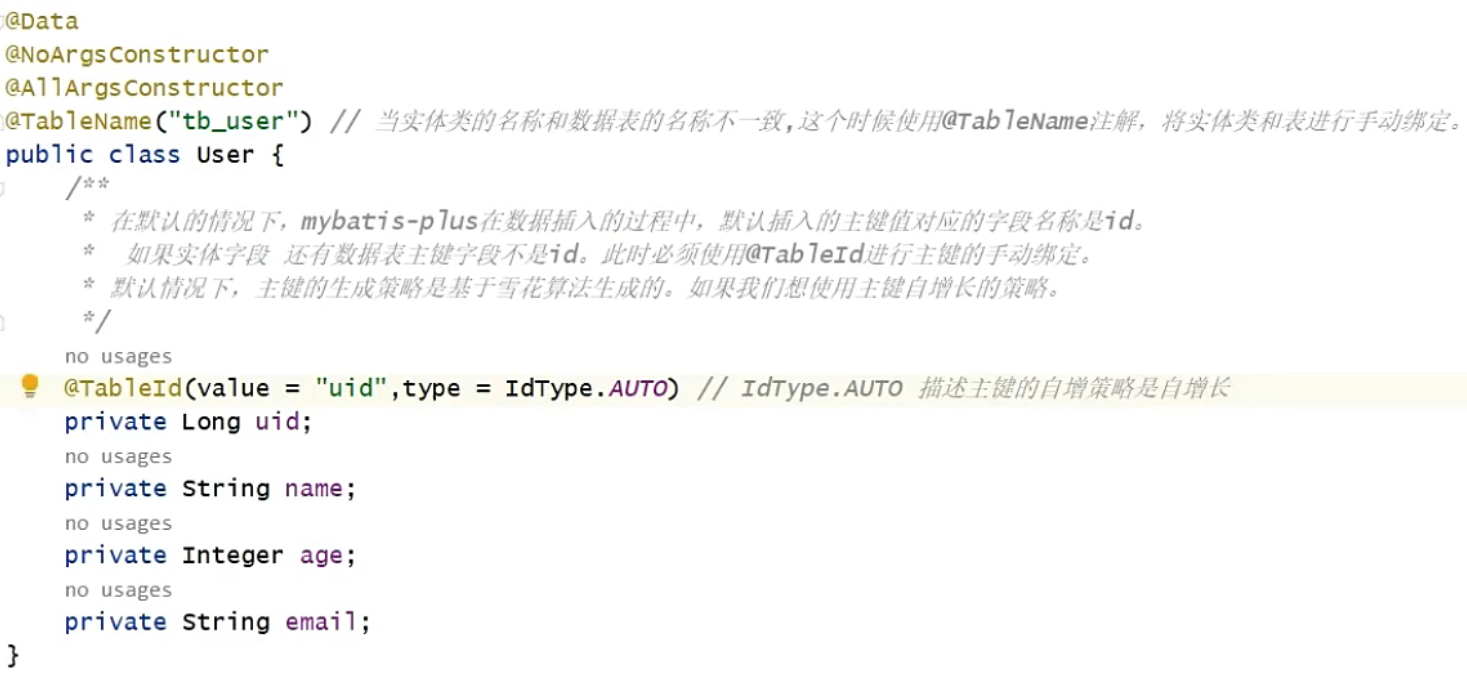 @Data
@NoArgsConstructor
@AllArgsConstructor
@TableName("tb_user") // 当实体类的名称和数据表的名称不一致,这个时候使用@TableName注解，将实体类和表进行手动绑定。
public class User {
/**
* 在默认的情况下，mybatis-plus在数据插入的过程中，默认插入的主键值对应的字段名称是id。
* 如果实体字段 还有数据表主键字段不是id。此时必须使用@TableId进行主键的手动绑定。
* 默认情况下，主键的生成策略是基于雪花算法生成的。如果我们想使用主键自增长的策略。
*/
no usages
@TableId(value = "uid",type = IdType.AUTO) // IdType.AUTO 描述主键的自增策略是自增长
private Long uid;
no usages
private String name;
no usages
private Integer age;
no usages
private String email;
}